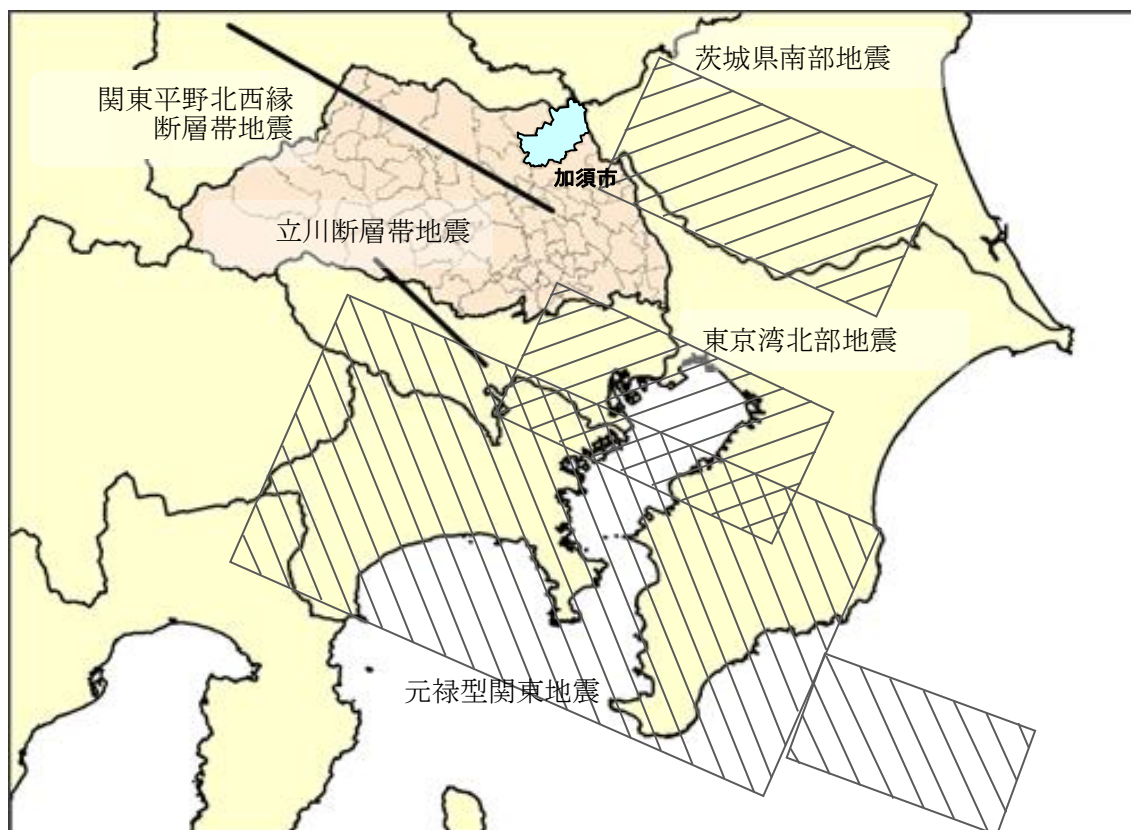 茨城県南部地震
関東平野北西縁
断層帯地震
加須市
立川断層帯地震
東京湾北部地震
元禄型関東地震